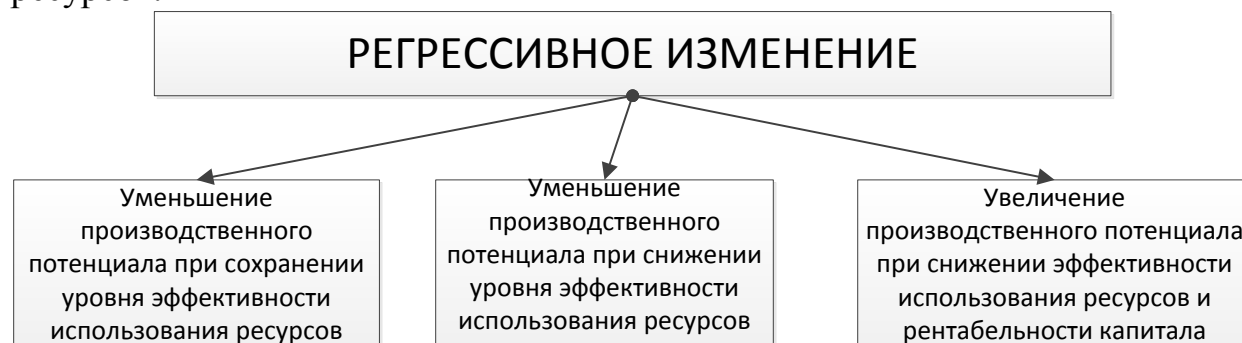 РЕГРЕССИВНОЕ ИЗМЕНЕНИЕ
Уменьшение
производственного
потенциала при сохранении
уровня эффективности
использования ресурсов
Уменьшение
производственного
потенциала при снижении
уровня эффективности
использования ресурсов
Увеличение
производственного потенциала
при снижении эффективности
использования ресурсов и
рентабельности капитала